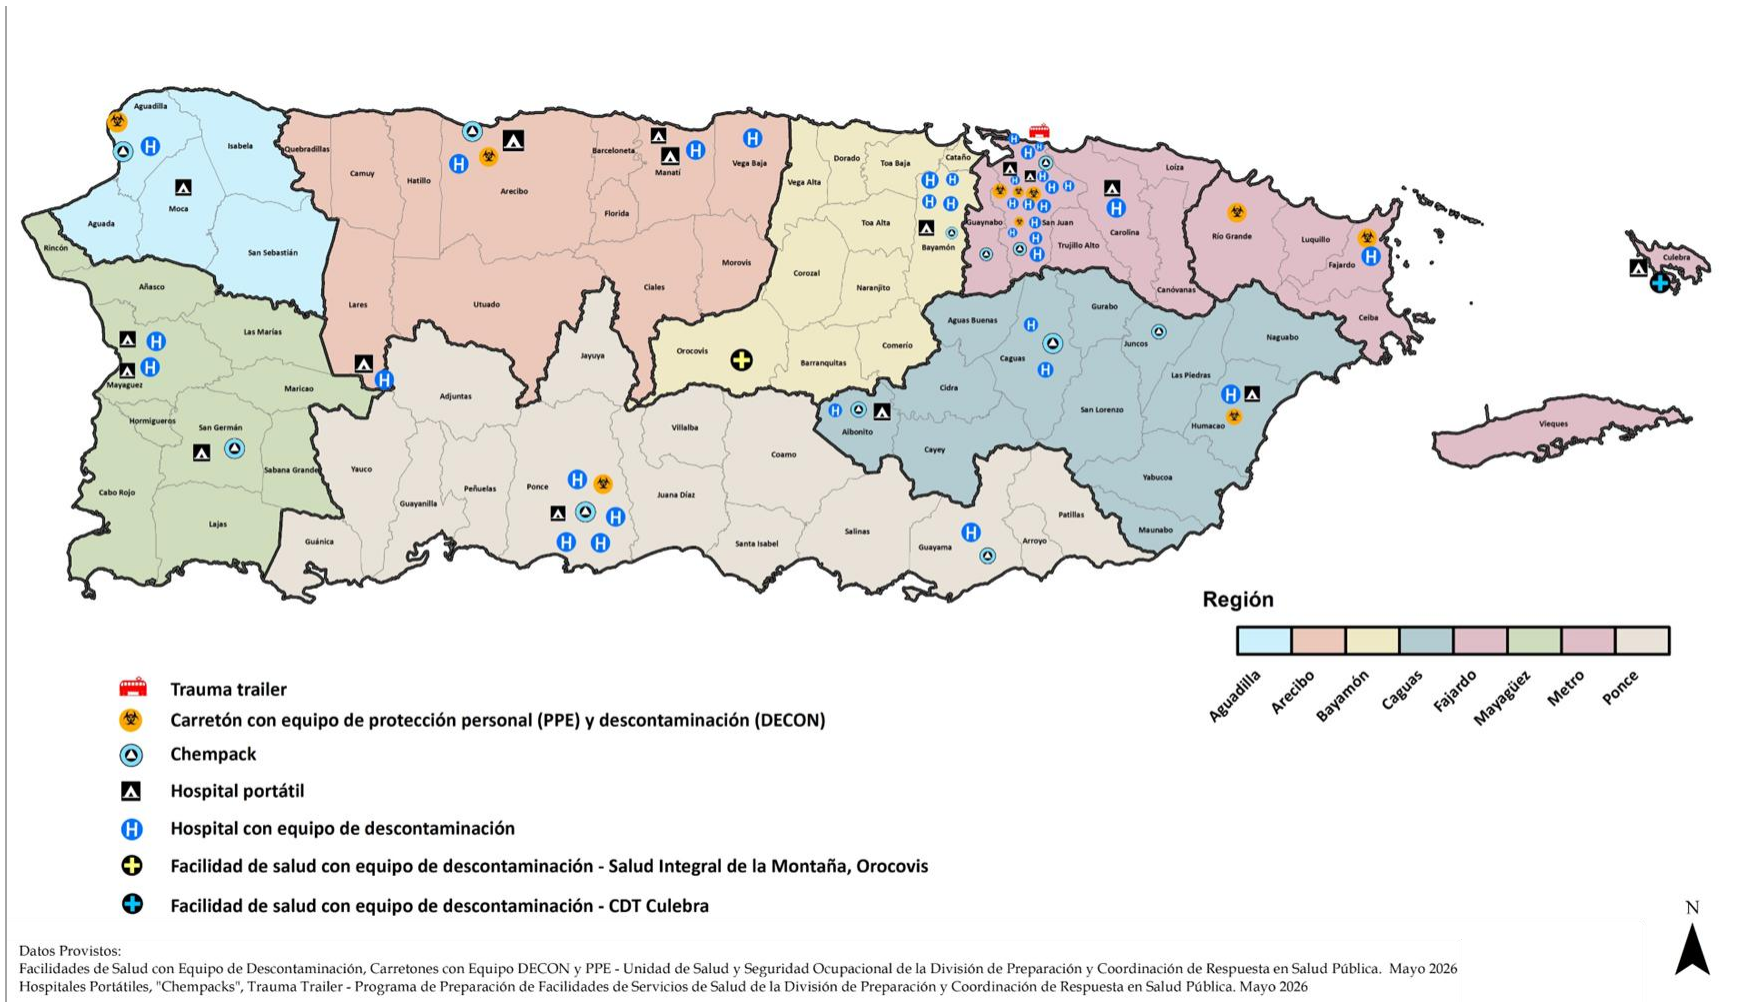 Aguadilla
Isabela
Moca
Aguada
San Sebastián
Rincón
Quebradillas
Camuy
Hatillo
Arecibo
Barceloneta
Manatí
Vega Baja
Florida
Morovis
Ciales
Lares
Utuado
Vega Alta
Dorado
Toa Baja
Cataño
Toa Alta
Bayamón
Corozal
Naranjito
Orocovis
Barranquitas
Comerío
Guaynabo
San Juan
Trujillo Alto
Carolina
Loíza
Canóvanas
Río Grande
Luquillo
Fajardo
Ceiba
Culebra
Vieques
Añasco
Las Marías
Mayaguez
Maricao
Hormigueros
San Germán
Sabana Grande
Cabo Rojo
Lajas
Jayuya
Adjuntas
Yauco
Guayanilla
Peñuelas
Ponce
Guánica
Villalba
Juana Díaz
Coamo
Santa Isabel
Salinas
Guayama
Arroyo
Patillas
Aguas Buenas
Gurabo
Caguas
Juncos
Naguabo
Las Piedras
Cidra
San Lorenzo
Humacao
Aibonito
Cayey
Yabucoa
Maunabo
Región
Aguadilla
Arecibo
Bayamón
Caguas
Fajardo
Mayagüez
Metro
Ponce
Trauma trailer
Carretón con equipo de protección personal (PPE) y descontaminación (DECON)
Chempack
Hospital portátil
Hospital con equipo de descontaminación
Facilidad de salud con equipo de descontaminación - Salud Integral de la Montaña, Orocovis
Facilidad de salud con equipo de descontaminación - CDT Culebra
N
Datos Provistos:
Facilidades de Salud con Equipo de Descontaminación, Carretones con Equipo DECON y PPE - Unidad de Salud y Seguridad Ocupacional de la División de Preparación y Coordinación de Respuesta en Salud Pública. Mayo 2026
Hospitales Portátiles, "Chempacks", Trauma Trailer - Programa de Preparación de Facilidades de Servicios de Salud de la División de Preparación y Coordinación de Respuesta en Salud Pública. Mayo 2026